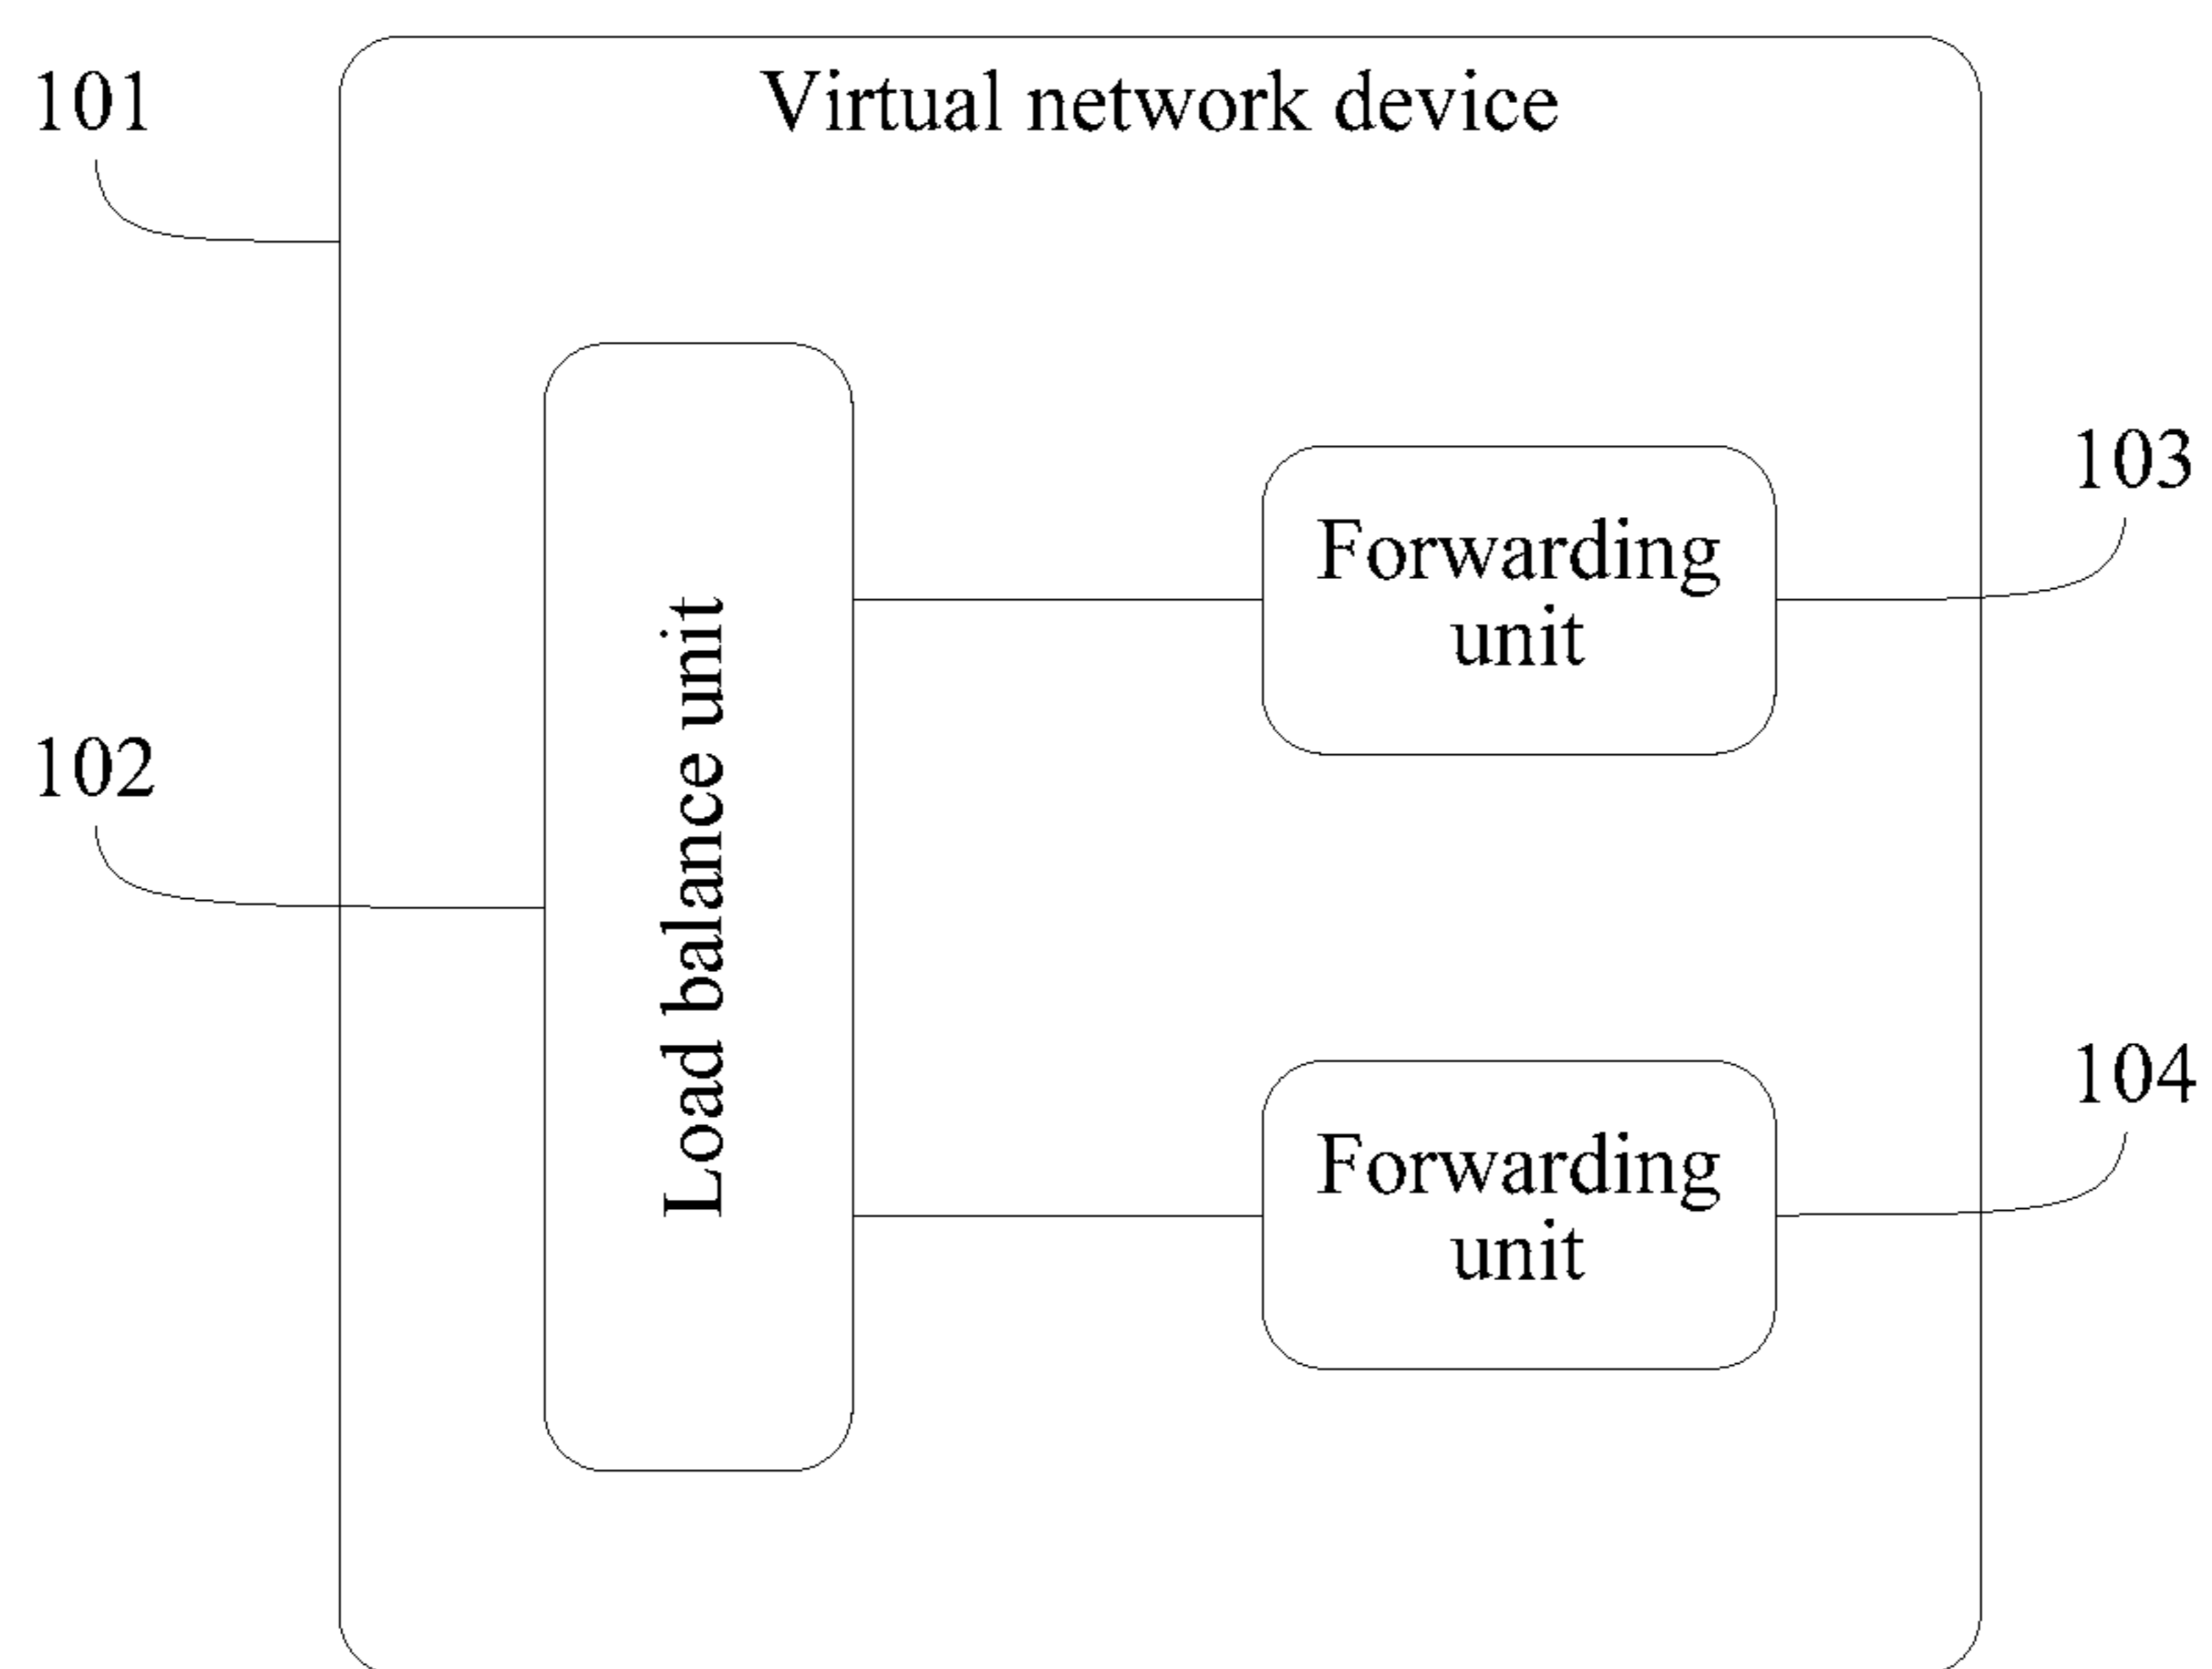 101
Virtual network device
103
Forwarding
unit
102
Load balance unit
104
Forwarding
unit